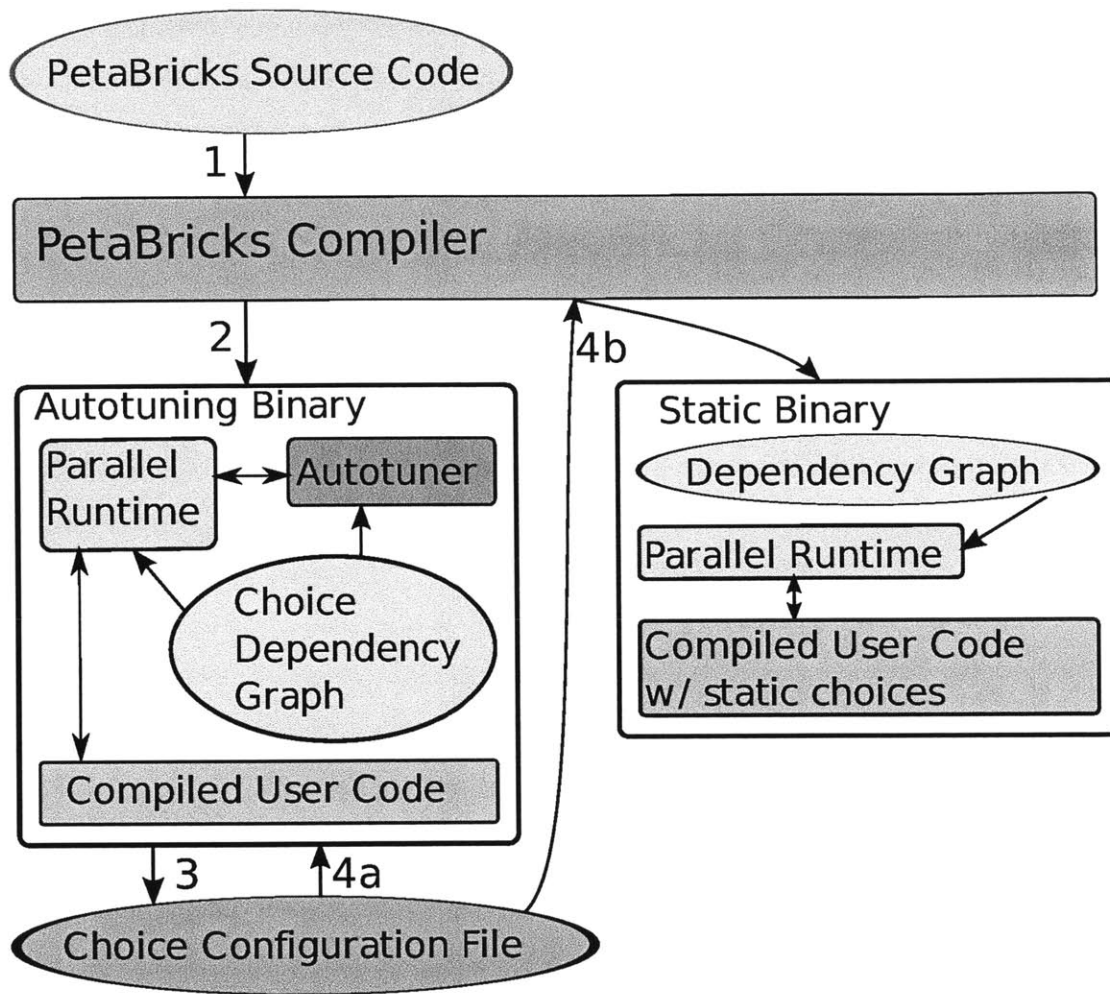 PetaBricks Source Code
1
PetaBricks Compiler
2
4b
Autotuning Binary
Parallel
Runtime
Autotuner
Choice
Dependency
Graph
Compiled User Code
Static Binary
Dependency Graph
Parallel Runtime
Compiled User Code
w/ static choices
3
4a
Choice Configuration File